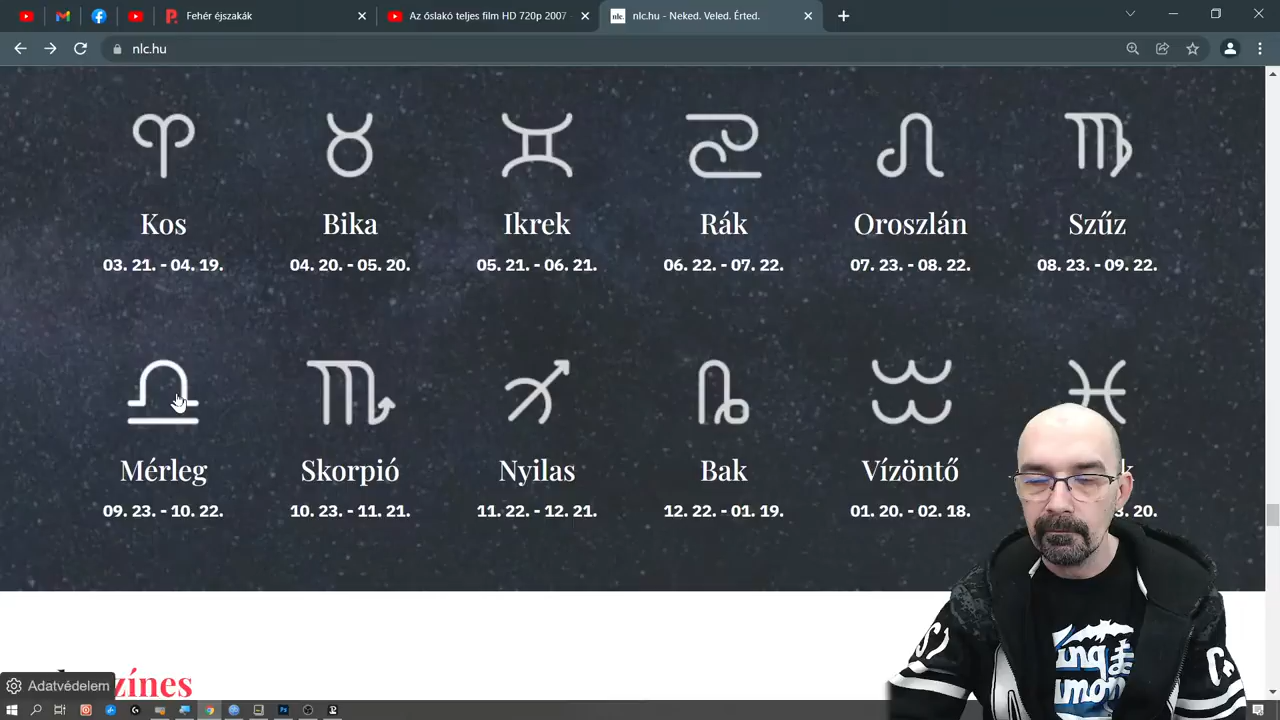 Fehér éjszakák
Az őslakó teljes film HD 720p 2007
nlc.hu - Neked. Veled. Érted.
nlc.hu
Kos
Bika
Ikrek
Rák
Oroszlán
Szűz
03. 21. - 04. 19.
04. 20. - 05. 20.
05. 21. - 06. 21.
06. 22. - 07. 22.
07. 23. - 08. 22.
08. 23. - 09. 22.
Mérleg
Skorpió
Nyilas
Bak
Vízöntő
09. 23. - 10. 22.
10. 23. - 11. 21.
11. 22. - 12. 21.
12. 22. - 01. 19.
01. 20. - 02. 18.
20.
Adatvédelem
zínes